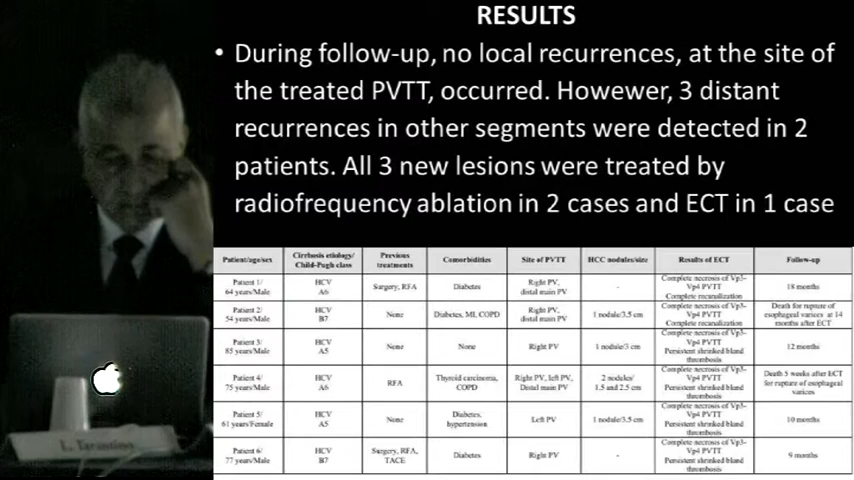 RESULTS
• During follow-up, no local recurrences, at the site of
the treated PVTT, occurred. Howewer, 3 distant
recurrences in other segments were detected in 2
patients. All 3 new lesions were treated by
radiofrequency ablation in 2 cases and ECT in 1 case
Patient/age/sex Cirrhosis etiology/ Child-Pugh class Previous treatments Comorbidities Site of PVTT HCC nodules/size Results of ECT Follow-up
Patient 1/ 64 years/Male HCV A6 Surgery, RFA Diabetes Right PV, distal main PV - Complete necrosis of Vp3-Vp4 PVTT Complete recanalization 18 months
Patient 2/ 54 years/Male HCV B7 None Diabetes, MI, COPD Right PV, distal main PV 1 nodule/3.5 cm Complete necrosis of Vp3-Vp4 PVTT Complete recanalization Death for rupture of esophageal varices at 14 months after ECT
Patient 3/ 85 years/Male HCV A5 None None Right PV 1 nodule/3 cm Complete necrosis of Vp3-Vp4 PVTT Persistent shrinked bland thrombosis 12 months
Patient 4/ 75 years/Male HCV A6 RFA Thyroid carcinoma, COPD Right PV, left PV, Distal main PV 2 nodules/ 1.5 and 2.5 cm Complete necrosis of Vp3-Vp4 PVTT Persistent shrinked bland thrombosis Death 5 weeks after ECT for rupture of esophageal varices
Patient 5/ 61 years/Female HCV A5 None Diabetes, hypertension Left PV 1 nodule/3.5 cm Complete necrosis of Vp3-Vp4 PVTT Persistent shrinked bland thrombosis 10 months
Patient 6/ 77 years/Male HCV B7 Surgery, RFA, TACE Diabetes Right PV - Complete necrosis of Vp3-Vp4 PVTT Persistent shrinked bland thrombosis 9 months
L. Tarantino